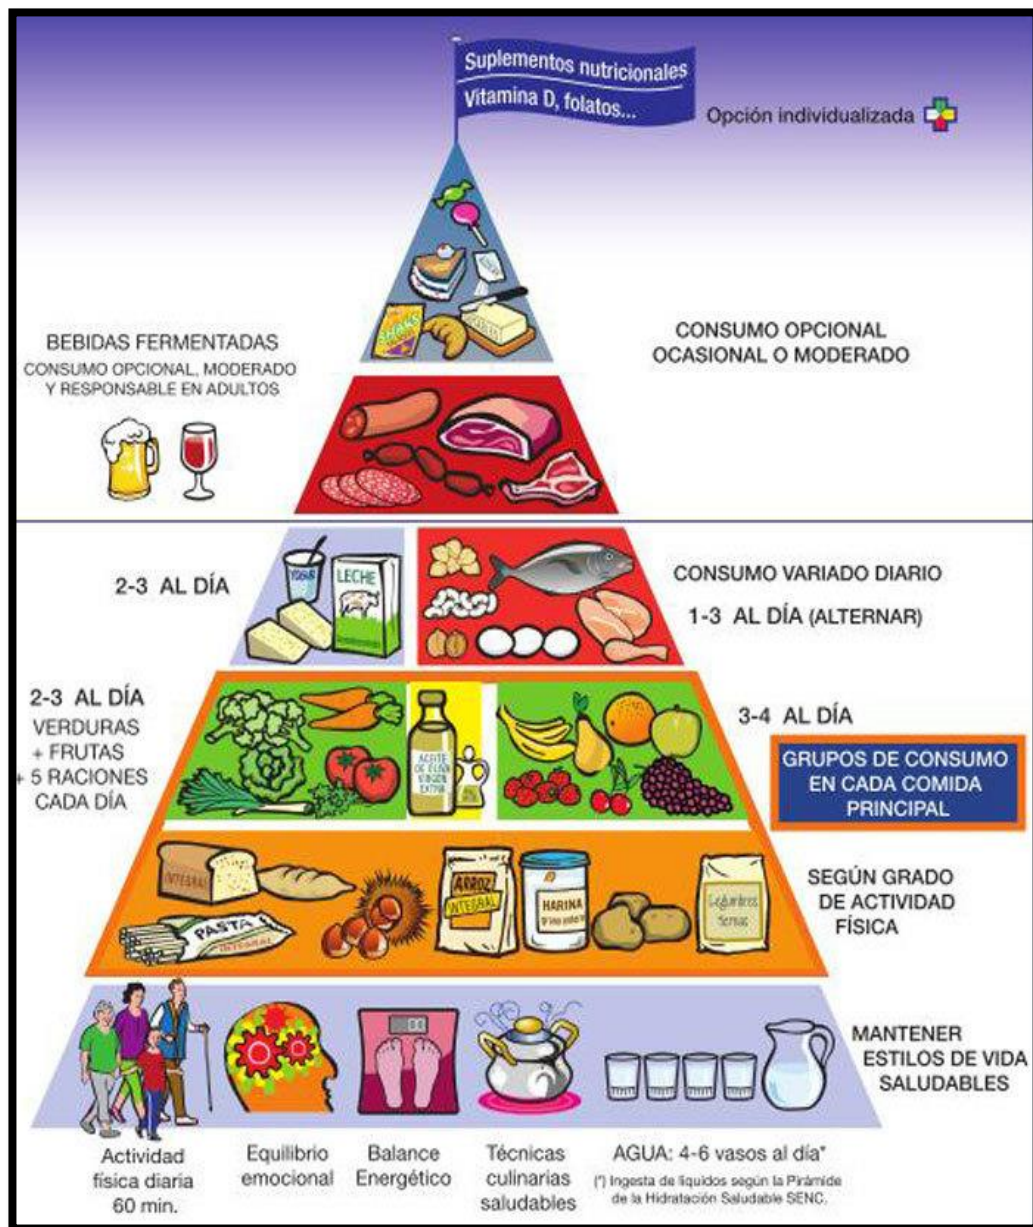 Suplementos nutricionales
Vitamina D, folatos...
Opción individualizada
BEBIDAS FERMENTADAS
CONSUMO OPCIONAL, MODERADO
Y RESPONSABLE EN ADULTOS
CONSUMO OPCIONAL
OCASIONAL O MODERADO
2-3 AL DÍA
YOGUR
LECHE
CONSUMO VARIADO DIARIO
1-3 AL DÍA (ALTERNAR)
2-3 AL DÍA
VERDURAS
+ FRUTAS
+ 5 RACIONES
CADA DÍA
ACEITE
DE OLIVA
VIRGEN
EXTRA
3-4 AL DÍA
GRUPOS DE CONSUMO
EN CADA COMIDA
PRINCIPAL
INTEGRAL
PASTA
INTEGRAL
ARROZ
INTEGRAL
HARINA
Legumbres
tiernas
SEGÚN GRADO
DE ACTIVIDAD
FÍSICA
MANTENER
ESTILOS DE VIDA
SALUDABLES
Actividad
física diaria
60 min.
Equilibrio
emocional
Balance
Energético
Técnicas
culinarias
saludables
AGUA: 4-6 vasos al día*
(*) Ingesta de líquidos según la Pirámide
de la Hidratación Saludable SENC.